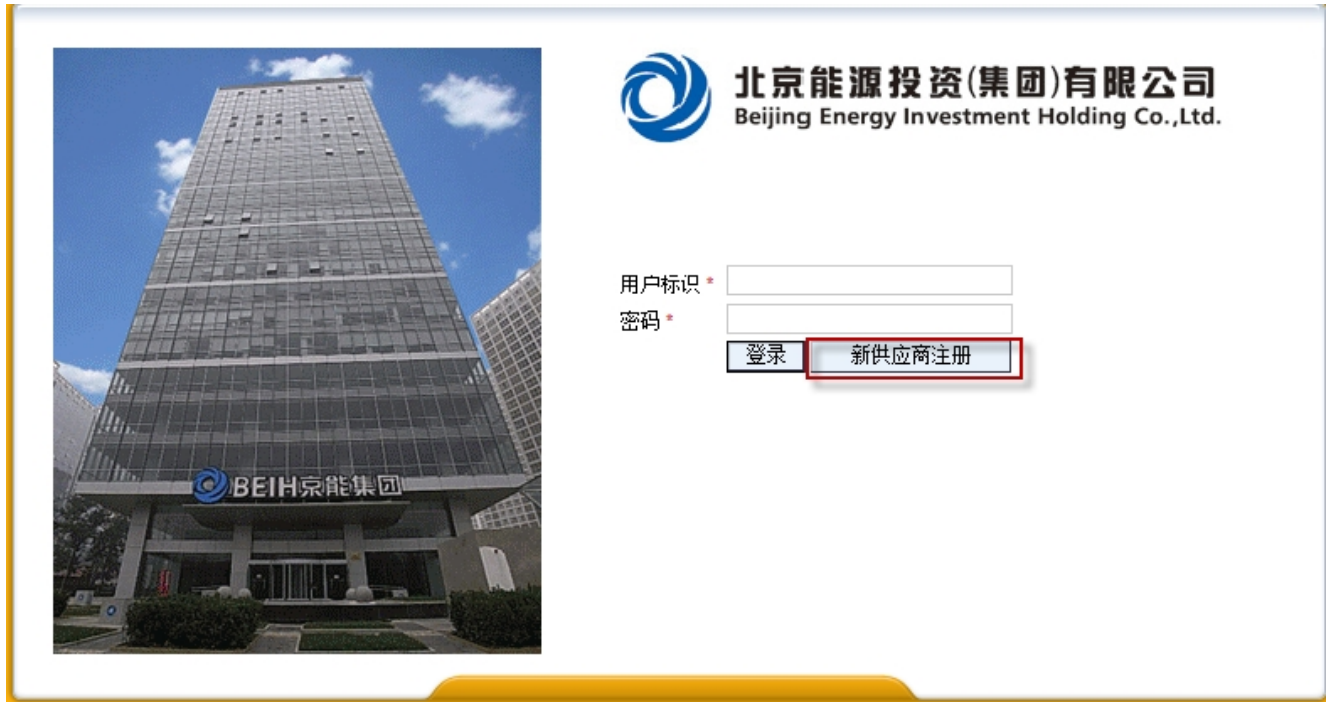 北京能源投资(集团)有限公司
Beijing Energy Investment Holding Co.,Ltd.
用户标识 *
密码 *
登录 新供应商注册
BEIH京能集团